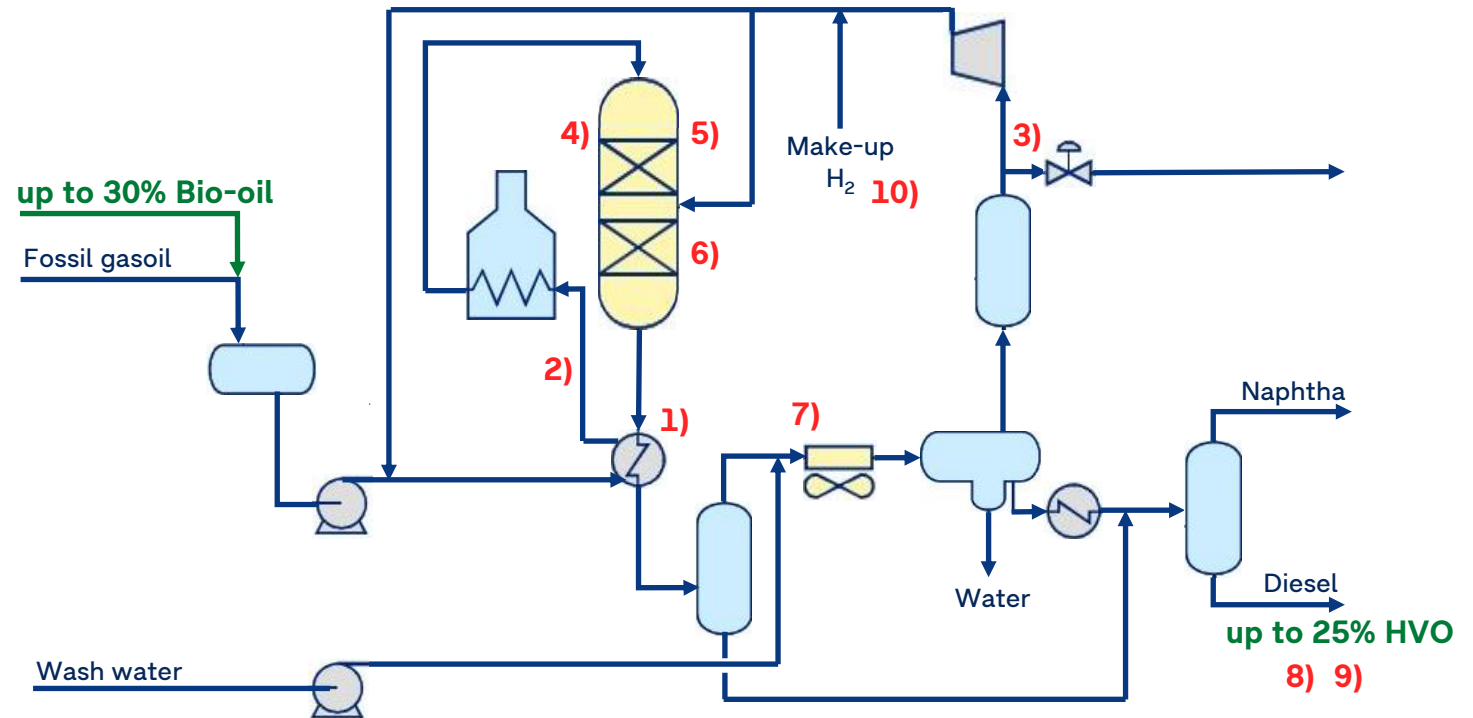 4)
5)
3)
Make-up
H₂
10)
up to 30% Bio-oil
Fossil gasoil
6)
2)
1)
7)
Naphtha
Water
Diesel
up to 25% HVO
8) 9)
Wash water